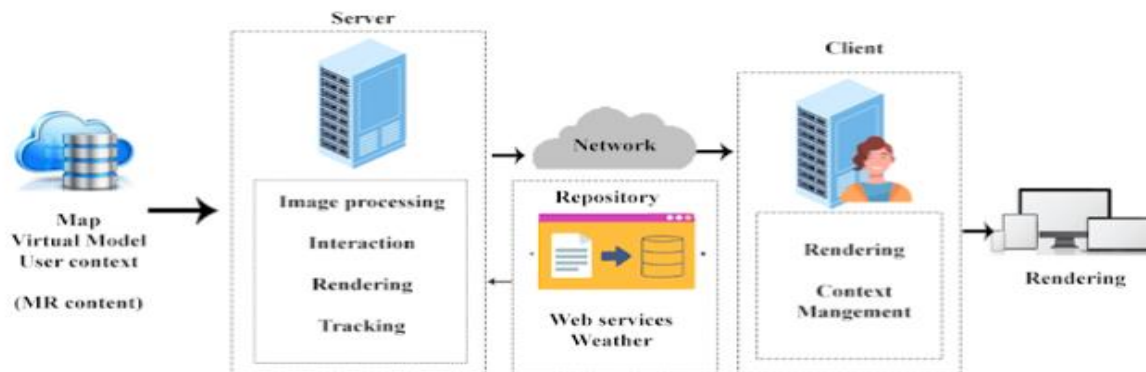 Map
Virtual Model
User context
(MR content)
Server
Image processing
Interaction
Rendering
Tracking
Network
Repository
Web services
Weather
Client
Rendering
Context
Mangement
Rendering